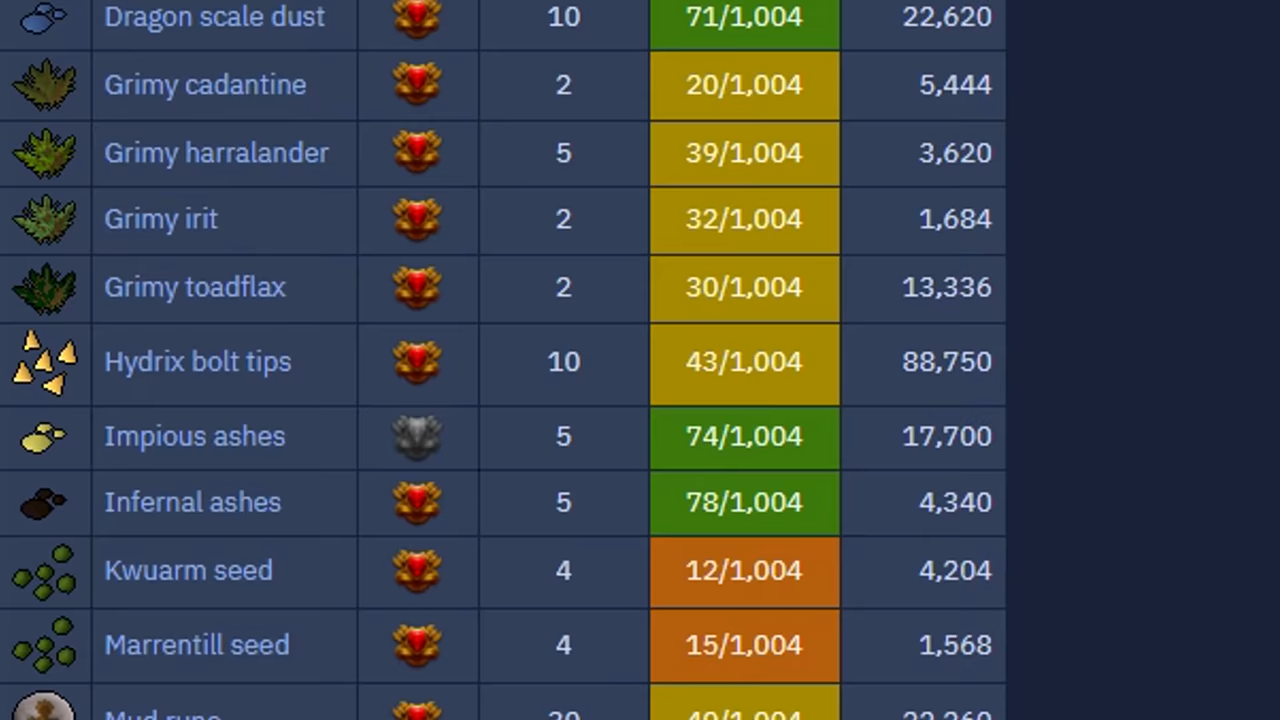 Dragon scale dust 10 71/1,004 22,620
Grimy cadantine 2 20/1,004 5,444
Grimy harralander 5 39/1,004 3,620
Grimy irit 2 32/1,004 1,684
Grimy toadflax 2 30/1,004 13,336
Hydrix bolt tips 10 43/1,004 88,750
Impious ashes 5 74/1,004 17,700
Infernal ashes 5 78/1,004 4,340
Kwuarm seed 4 12/1,004 4,204
Marrentill seed 4 15/1,004 1,568
Mud rune